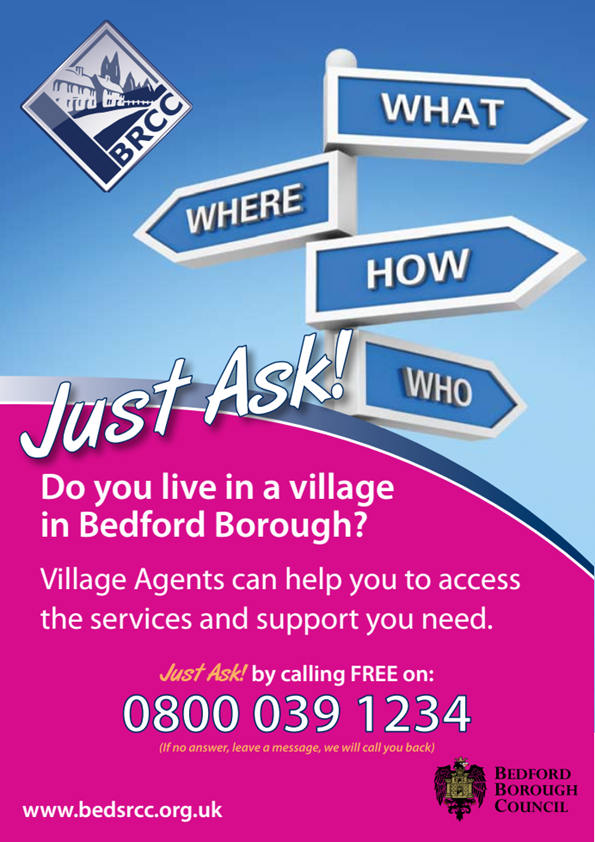 BRCC
WHAT
WHERE
HOW
WHO
Just Ask!
Do you live in a village
in Bedford Borough?
Village Agents can help you to access
the services and support you need.
Just Ask! by calling FREE on:
0800 039 1234
(If no answer, leave a message, we will call you back)
www.bedsrcc.org.uk
BEDFORD
BOROUGH
COUNCIL